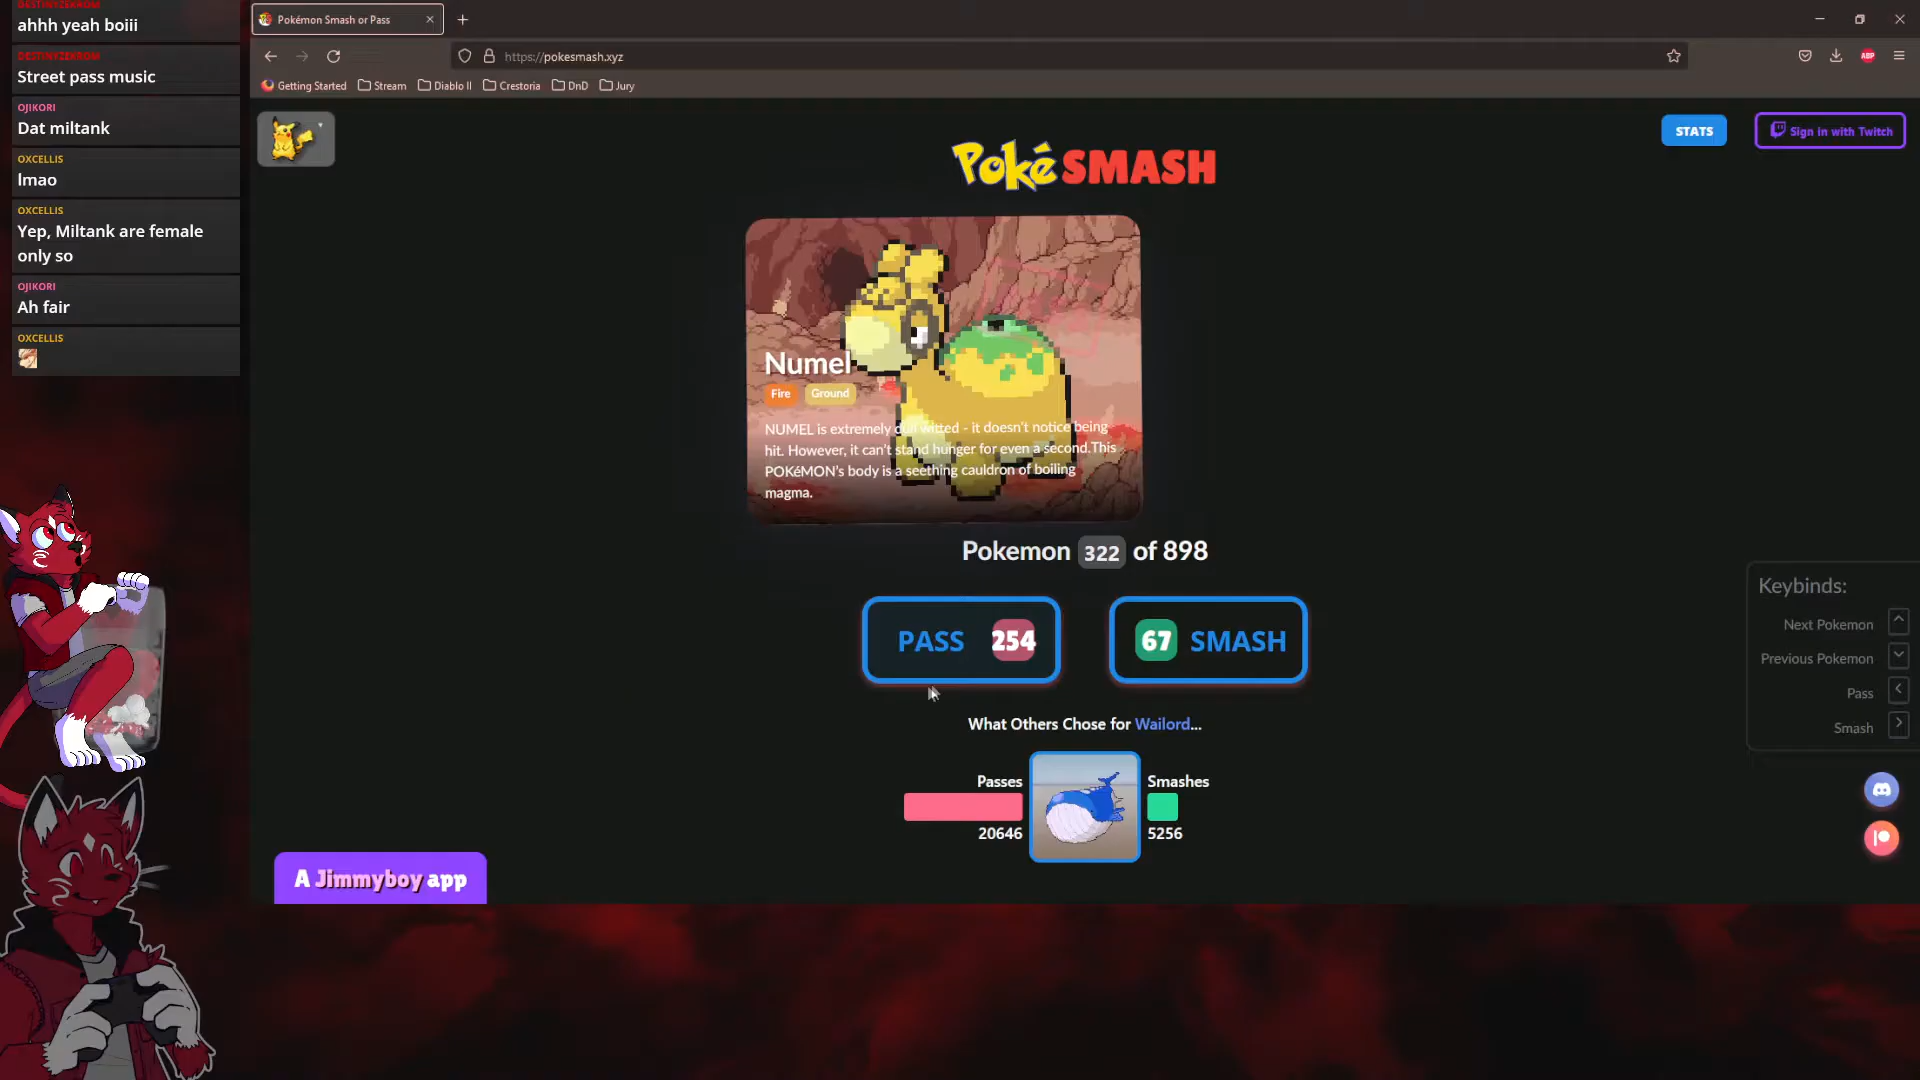 DESTINYZEKROM
ahhh yeah boiii
DESTINYZEKROM
Street pass music
OJIKORI
Dat miltank
OXCELLIS
lmao
OXCELLIS
Yep, Miltank are female
only so
OJIKORI
Ah fair
OXCELLIS
Pokémon Smash or Pass
https://pokesmash.xyz
ABP
Getting Started
Stream
Diablo II
Crestoria
DnD
Jury
STATS
Sign in with Twitch
Poké SMASH
Numel
Fire
Ground
NUMEL is extremely dull witted - it doesn't notice being
hit. However, it can't stand hunger for even a second.This
POKéMON's body is a seething cauldron of boiling
magma.
Pokemon 322 of 898
PASS 254
67 SMASH
What Others Chose for Wailord...
Passes
20646
Smashes
5256
Keybinds:
Next Pokemon
Previous Pokemon
Pass
Smash
A Jimmyboy app